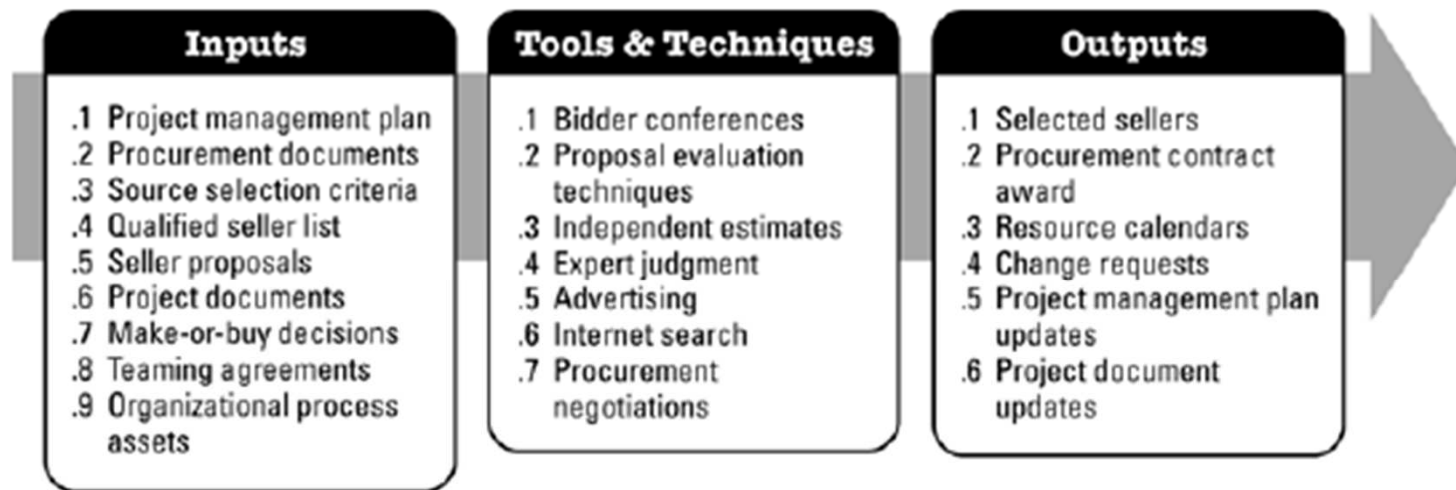 Inputs
.1 Project management plan
.2 Procurement documents
.3 Source selection criteria
.4 Qualified seller list
.5 Seller proposals
.6 Project documents
.7 Make-or-buy decisions
.8 Teaming agreements
.9 Organizational process
assets
Tools & Techniques
.1 Bidder conferences
.2 Proposal evaluation
techniques
.3 Independent estimates
.4 Expert judgment
.5 Advertising
.6 Internet search
.7 Procurement
negotiations
Outputs
.1 Selected sellers
.2 Procurement contract
award
.3 Resource calendars
.4 Change requests
.5 Project management plan
updates
.6 Project document
updates